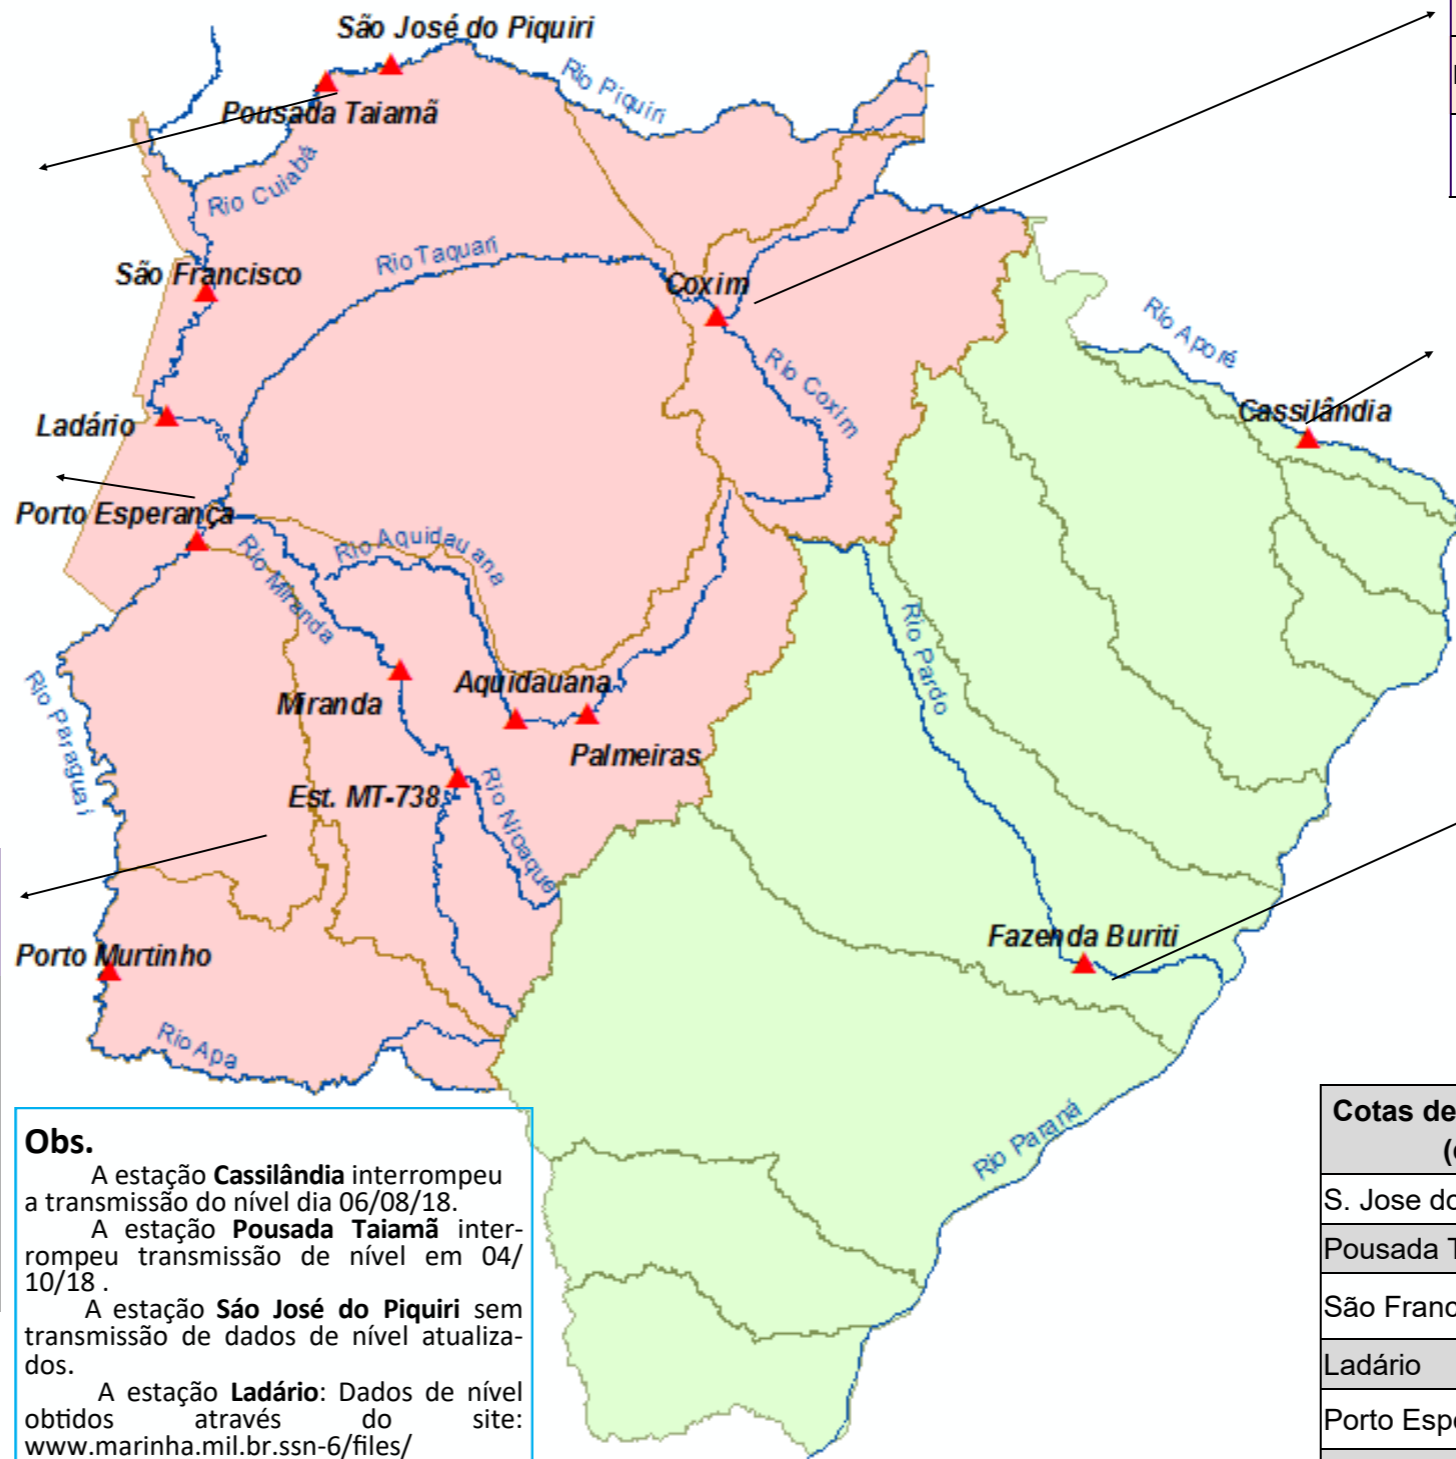 São José do Piquiri
Rio Piquiri
Pousada Taiamã
Rio Cuiabá
Rio Taquari
São Francisco
Coxim
Rio Aporé
Rio Coxim
Cassilândia
Ladário
Porto Esperança
Rio Aquidauana
Rio Miranda
Rio Pardo
Rio Paraguai
Aquidauana
Miranda
Palmeiras
Est. MT-738
Rio Nioaque
Fazenda Buriti
Porto Murtinho
Rio Apa
Rio Paraná
Obs.
A estação Cassilândia interrompeu
a transmissão do nível dia 06/08/18.
A estação Pousada Taiamã inter-
rompeu transmissão de nível em 04/
10/18 .
A estação Sáo José do Piquiri sem
transmissão de dados de nível atualiza-
dos.
A estação Ladário: Dados de nível
obtidos através do site:
www.marinha.mil.br.ssn-6/files/
Cotas de
(
S. Jose do
Pousada T
São Franc
Ladário
Porto Espe